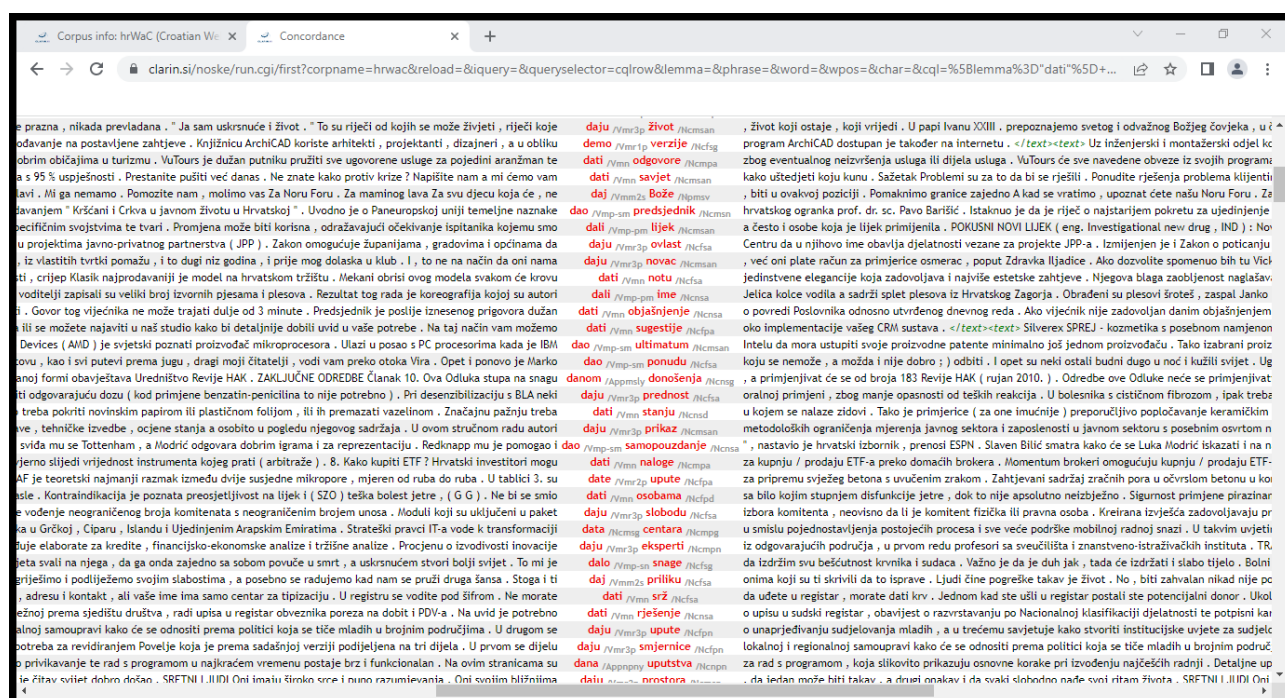 Corpus info: hrWaC (Croatian We Concordance
clarin.si/noske/run.cgi/first?corpname=hrwac&reload=&iquery=&queryselector=cqlrow&lemma=&phrase=&word=&wpos=&char=&cql=%5Blemma%3D"dati"%5D+...
e prazna , nikada prevladana . " Ja sam uskrsnuće i život . " To su riječi od kojih se može živjeti , riječi koje daju /Vmr3p život /Ncmsan , život koji ostaje , koji vrijedi . U papi Ivanu XXIII . prepoznajemo svetog i odvažnog Božjeg čovjeka , u č
ođavanje na postavljene zahtjeve . Knjižnicu ArchiCAD koriste arhitekti , projektanti , dizajneri , a u obliku demo /Vmr1p verzije /Ncfsg program ArchiCAD dostupan je također na internetu .